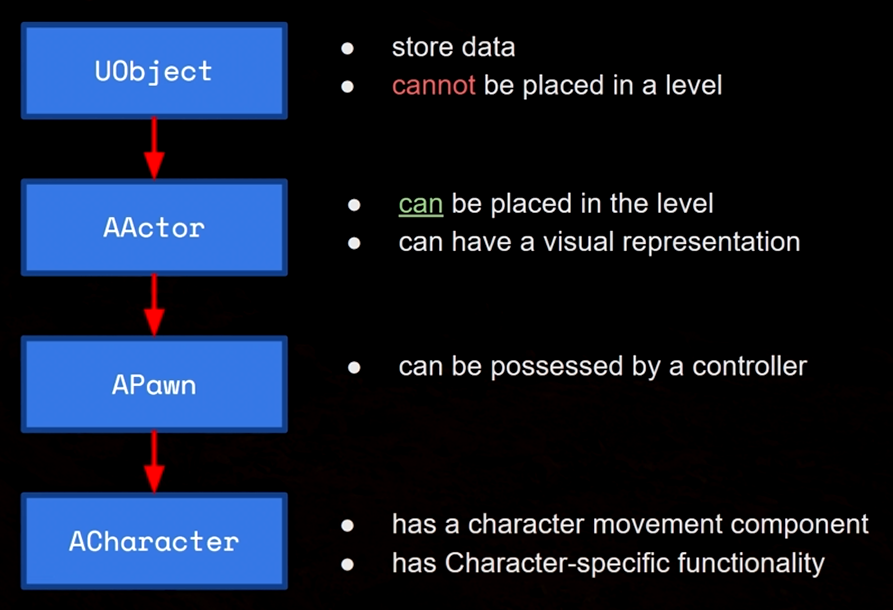 UObject
● store data
● cannot be placed in a level
AActor
● can be placed in the level
● can have a visual representation
APawn
● can be possessed by a controller
ACharacter
● has a character movement component
● has Character-specific functionality